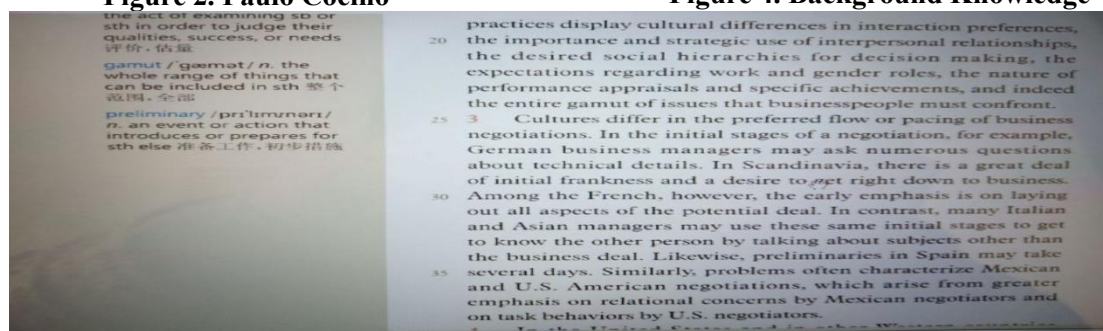 Figure 2. Paulo Coelho
Figure 4. Background Knowledge
the act of examining sb or
sth in order to judge their
qualities, success, or needs
评价，估量
gamut /ˈɡæmət/ n. the
whole range of things that
can be included in sth 整个
范围，全部
preliminary /prɪˈlɪmɪnərɪ/
n. an event or action that
introduces or prepares for
sth else 准备工作，初步措施
practices display cultural differences in interaction preferences,
20 the importance and strategic use of interpersonal relationships,
the desired social hierarchies for decision making, the
expectations regarding work and gender roles, the nature of
performance appraisals and specific achievements, and indeed
the entire gamut of issues that businesspeople must confront.
25 3 Cultures differ in the preferred flow or pacing of business
negotiations. In the initial stages of a negotiation, for example,
German business managers may ask numerous questions
about technical details. In Scandinavia, there is a great deal
of initial frankness and a desire to get right down to business.
30 Among the French, however, the early emphasis is on laying
out all aspects of the potential deal. In contrast, many Italian
and Asian managers may use these same initial stages to get
to know the other person by talking about subjects other than
the business deal. Likewise, preliminaries in Spain may take
35 several days. Similarly, problems often characterize Mexican
and U.S. American negotiations, which arise from greater
emphasis on relational concerns by Mexican negotiators and
on task behaviors by U.S. negotiators.